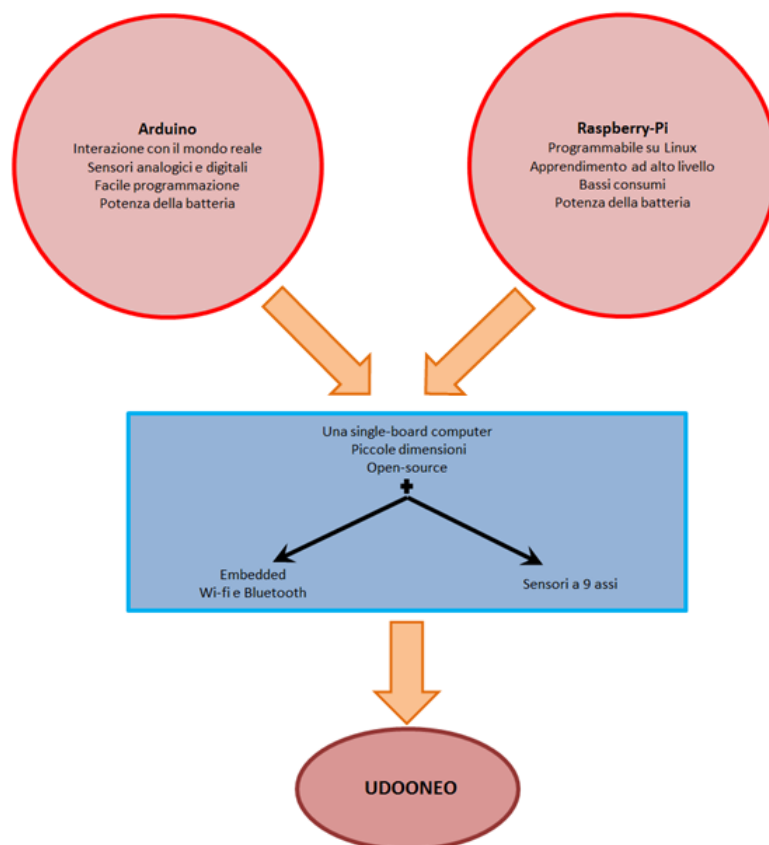 Arduino
Interazione con il mondo reale
Sensori analogici e digitali
Facile programmazione
Potenza della batteria
Raspberry-Pi
Programmabile su Linux
Apprendimento ad alto livello
Bassi consumi
Potenza della batteria
Una single-board computer
Piccole dimensioni
Open-source
Embedded
Wi-fi e Bluetooth
Sensori a 9 assi
UDOONEO